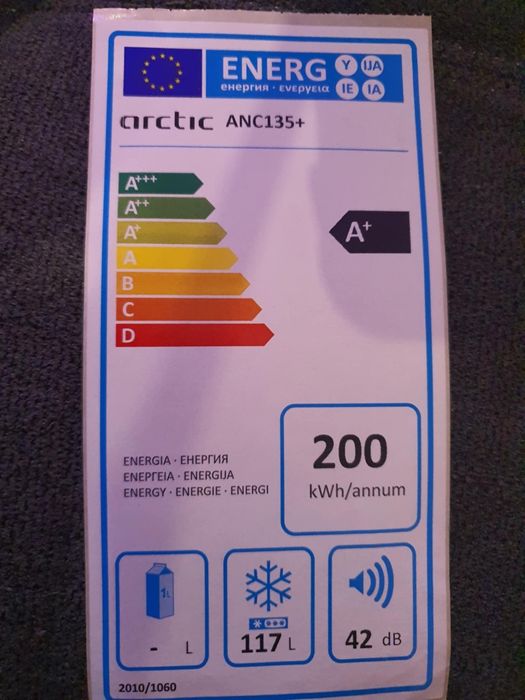 ENERG Y IJA
енергия · ενεργεια IE IA
arctic ANC135+
A+++
A++
A+
A
B
C
D
A+
ENERGIA · ЕНЕРГИЯ
ΕΝΕΡΓΕΙΑ · ENERGIJA
ENERGY · ENERGIE · ENERGI
200
kWh/annum
1L
- L
117 L
42 dB
2010/1060